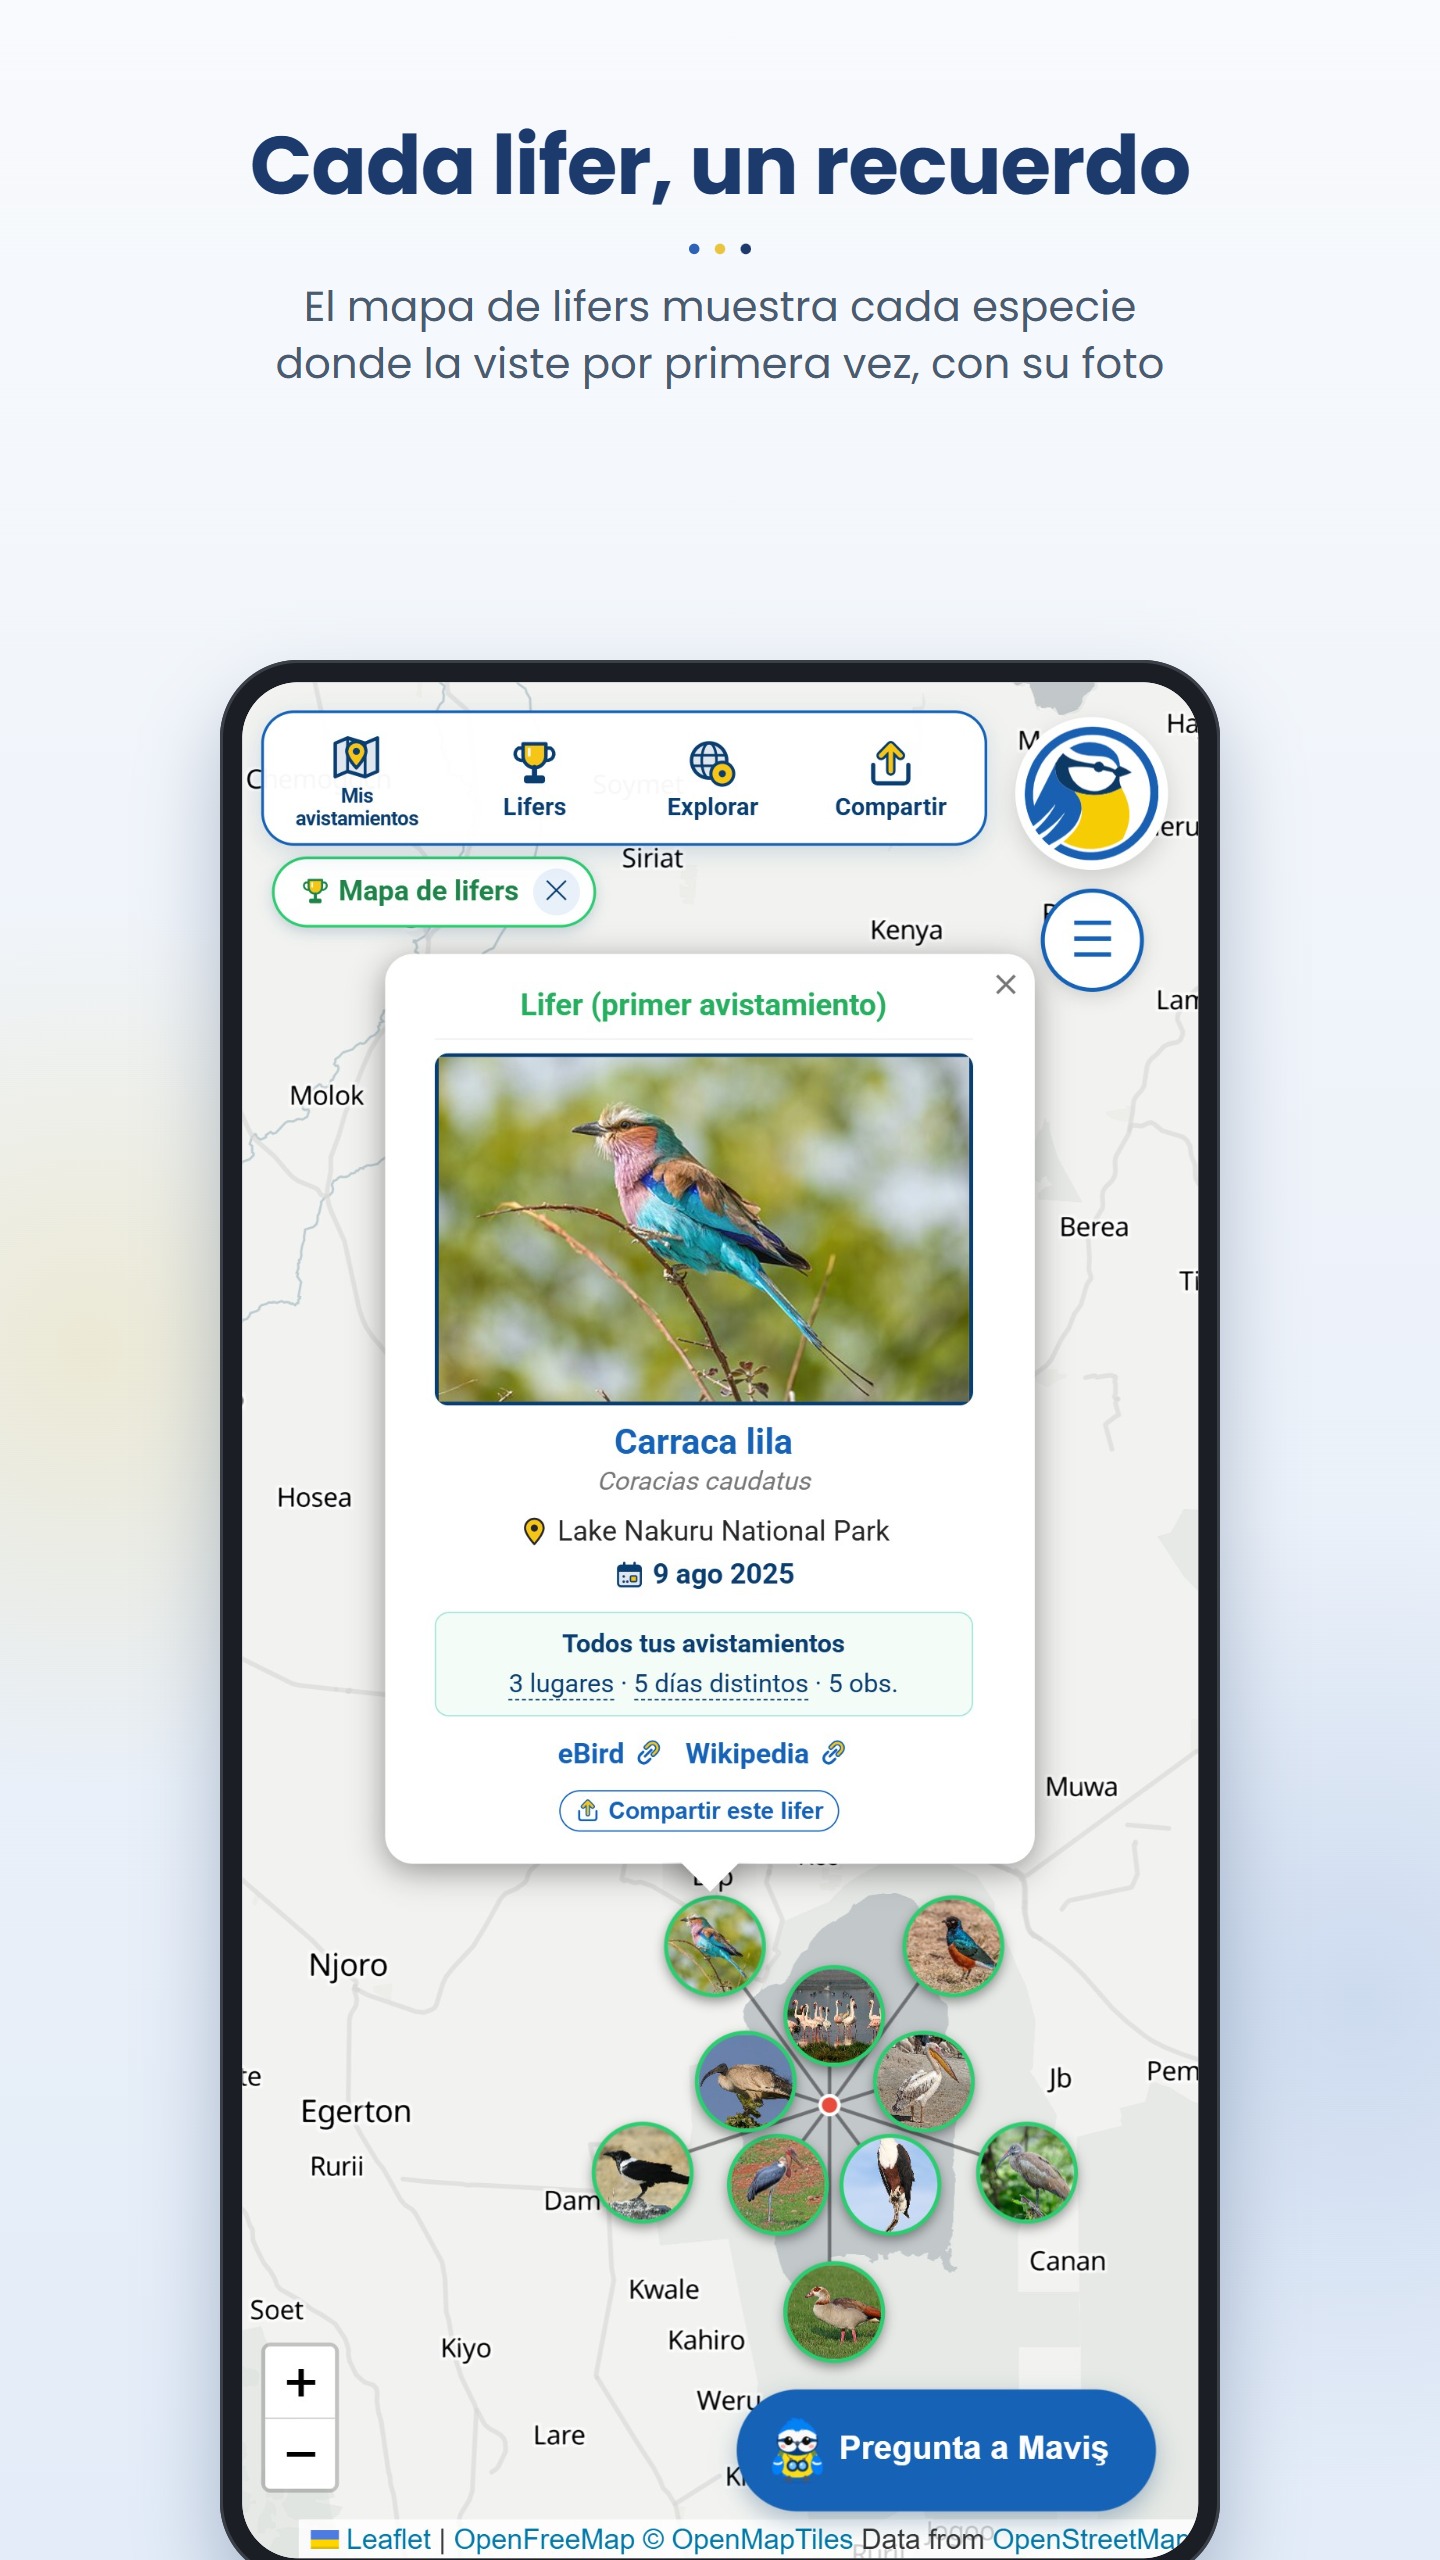 Cada lifer, un recuerdo
El mapa de lifers muestra cada especie
donde la viste por primera vez, con su foto
Mis
avistamientos
Lifers
Explorar
Compartir
Soymet
Siriat
Mapa de lifers
Kenya
Lifer (primer avistamiento)
Molok
Berea
Carraca lila
Coracias caudatus
Hosea
Lake Nakuru National Park
9 ago 2025
Todos tus avistamientos
3 lugares · 5 días distintos · 5 obs.
eBird Wikipedia
Muwa
Compartir este lifer
Njoro
Jb
Egerton
Rurii
Dam
Canan
Kwale
Soet
Kahiro
Kiyo
Weru
Lare
+
−
Pregunta a Maviş
Leaflet | OpenFreeMap © OpenMapTiles Data from OpenStreetMap